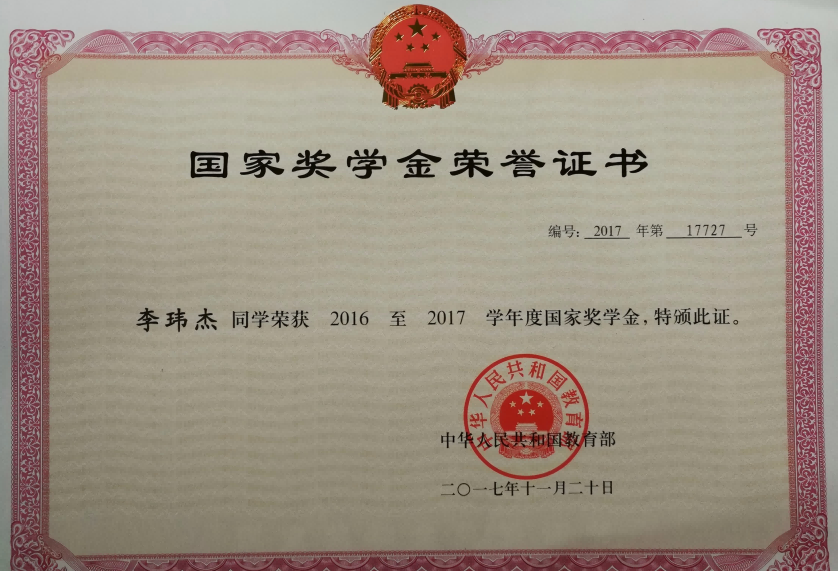 国家奖学金荣誉证书
编号: 2017 年第 17727 号
李玮杰 同学荣获 2016 至 2017 学年度国家奖学金,特颁此证。
中华人民共和国教育部
中华人民共和国教育部
二〇一七年十一月二十日